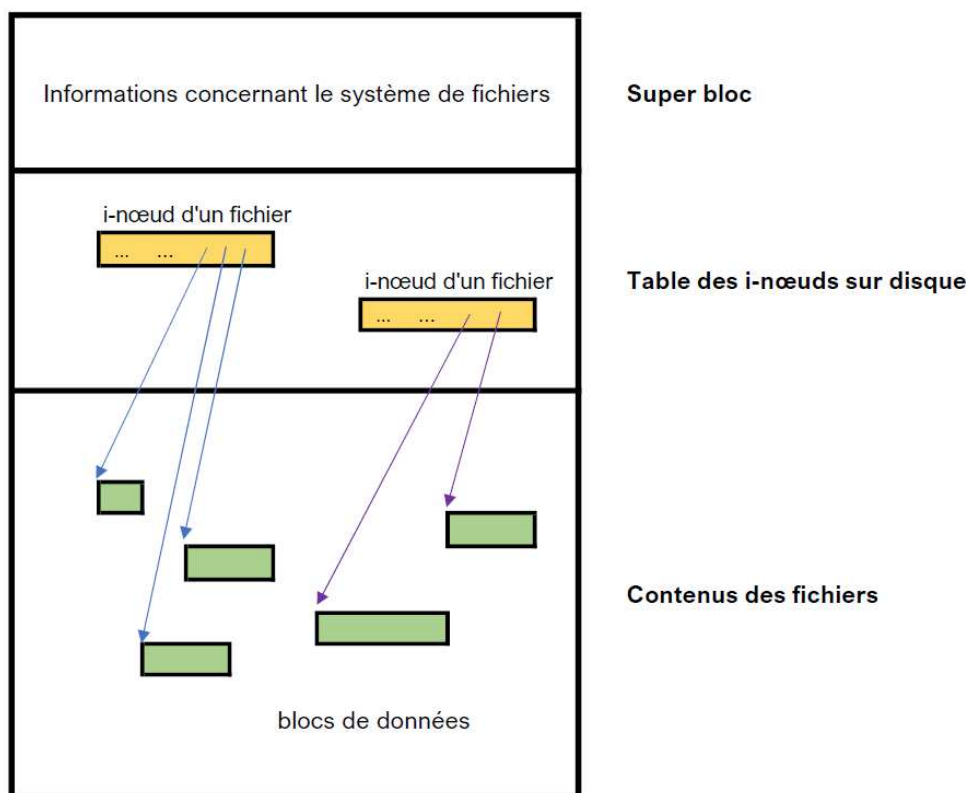 Informations concernant le système de fichiers
Super bloc
i-nœud d'un fichier
... ...
i-nœud d'un fichier
... ...
Table des i-nœuds sur disque
Contenus des fichiers
blocs de données